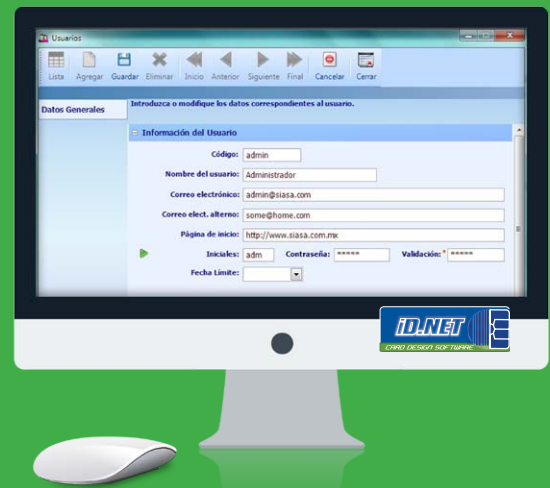 Usuarios
Lista Agregar Guardar Eliminar Inicio Anterior Siguiente Final Cancelar Cerrar
Datos Generales
Introduzca o modifique los datos correspondientes al usuario.
Información del Usuario
Código: admin
Nombre del usuario: Administrador
Correo electrónico: admin@siasa.com
Correo elect. alterno: some@home.com
Página de inicio: http://www.siasa.com.mx
Iniciales: adm Contraseña: ***** Validación:* *****
Fecha Límite:
iD.NET
CARD DESIGN SOFTWARE